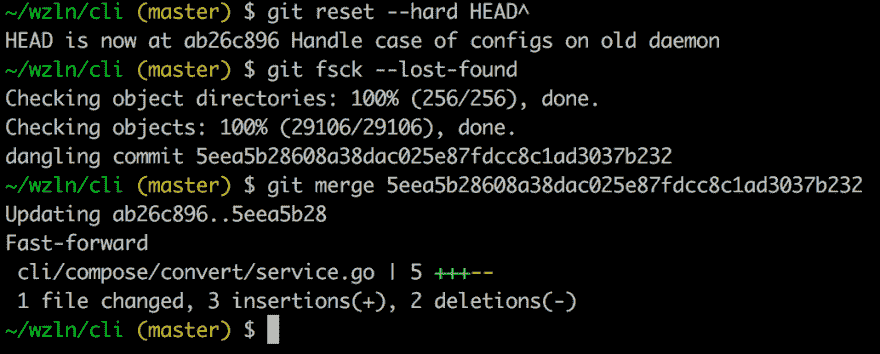 ~/wzln/cli (master) $ git reset --hard HEAD^
HEAD is now at ab26c896 Handle case of configs on old daemon
~/wzln/cli (master) $ git fsck --lost-found
Checking object directories: 100% (256/256), done.
Checking objects: 100% (29106/29106), done.
dangling commit 5eea5b28608a38dac025e87fdcc8c1ad3037b232
~/wzln/cli (master) $ git merge 5eea5b28608a38dac025e87fdcc8c1ad3037b232
Updating ab26c896..5eea5b28
Fast-forward
 cli/compose/convert/service.go | 5 +++--
 1 file changed, 3 insertions(+), 2 deletions(-)
~/wzln/cli (master) $